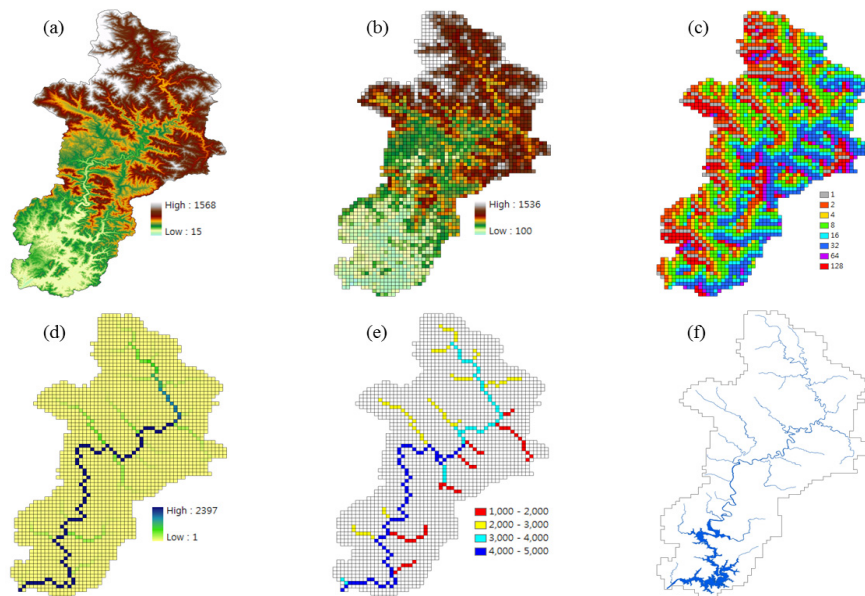 (a)
High : 1568
Low : 15
(b)
High : 1536
Low : 100
(c)
1
2
4
8
16
32
64
128
(d)
High : 2397
Low : 1
(e)
1,000 - 2,000
2,000 - 3,000
3,000 - 4,000
4,000 - 5,000
(f)